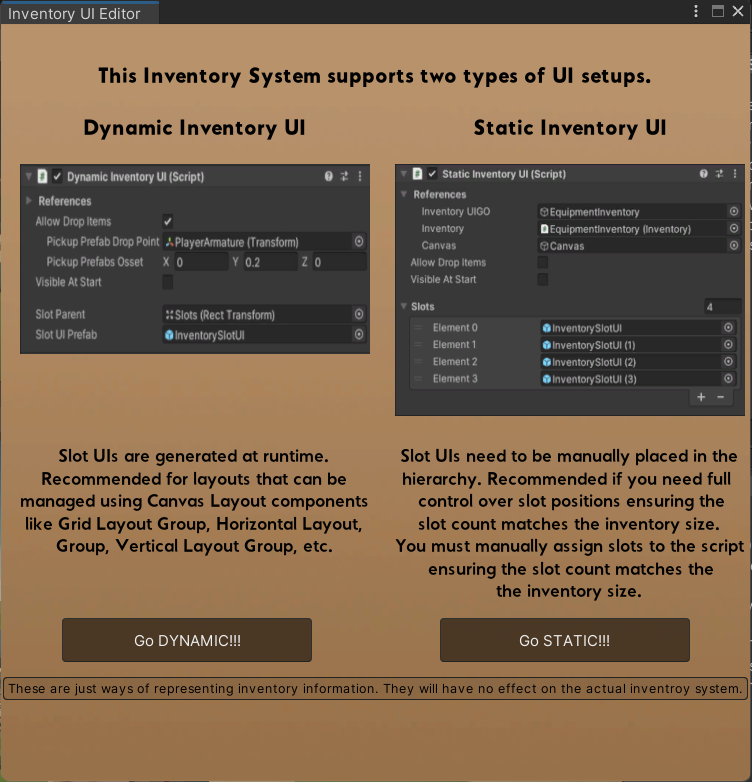 Inventory UI Editor
This Inventory System supports two types of UI setups.
Dynamic Inventory UI
Dynamic Inventory UI (Script)
References
Allow Drop Items
Pickup Prefab Drop Point PlayerArmature (Transform)
Pickup Prefabs Osset X 0 Y 0.2 Z 0
Visible At Start
Slot Parent Slots (Rect Transform)
Slot UI Prefab InventorySlotUI
Slot UIs are generated at runtime.
Recommended for layouts that can be
managed using Canvas Layout components
like Grid Layout Group, Horizontal Layout,
Group, Vertical Layout Group, etc.
Go DYNAMIC!!!
Static Inventory UI
Static Inventory UI (Script)
References
Inventory UIGO EquipmentInventory
Inventory EquipmentInventory (Inventory)
Canvas Canvas
Allow Drop Items
Visible At Start
Slots 4
Element 0 InventorySlotUI
Element 1 InventorySlotUI (1)
Element 2 InventorySlotUI (2)
Element 3 InventorySlotUI (3)
+ −
Slot UIs need to be manually placed in the
hierarchy. Recommended if you need full
control over slot positions ensuring the
slot count matches the inventory size.
You must manually assign slots to the script
ensuring the slot count matches the
the inventory size.
Go STATIC!!!
These are just ways of representing inventory information. They will have no effect on the actual inventroy system.